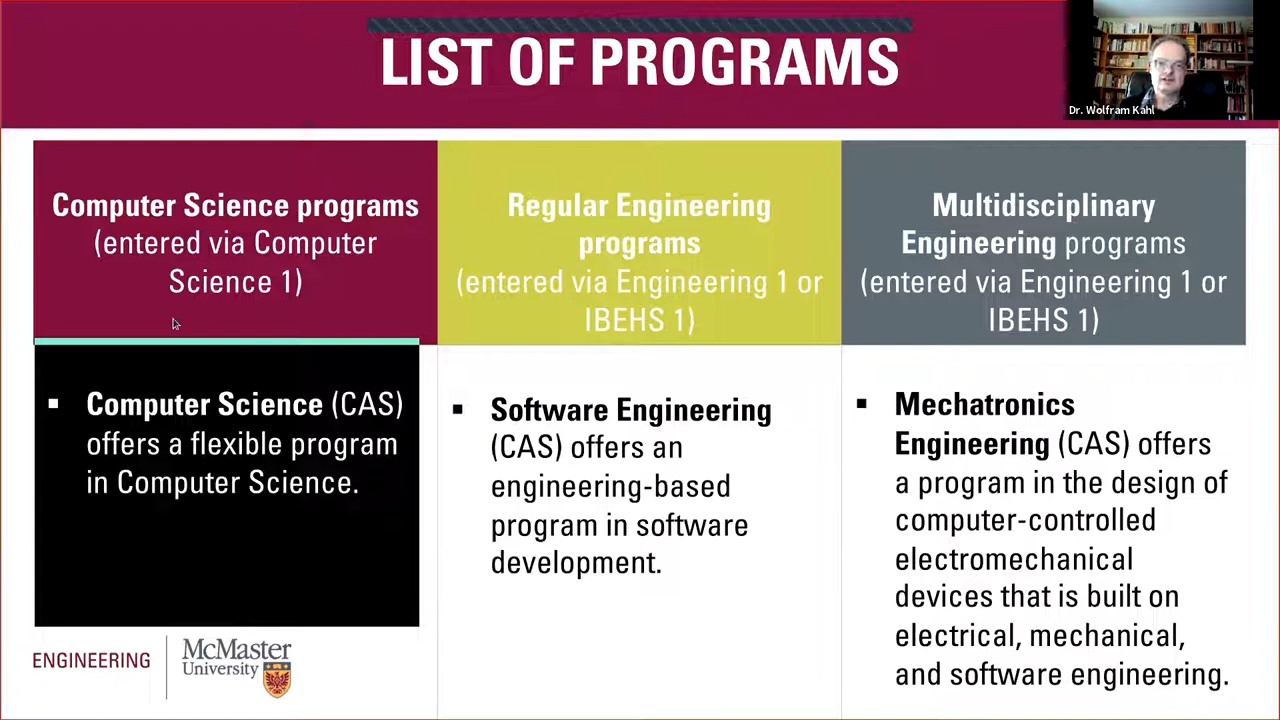 LIST OF PROGRAMS
Dr. Wolfram Kahl
Computer Science programs
(entered via Computer
Science 1)
Regular Engineering
programs
(entered via Engineering 1 or
IBEHS 1)
Multidisciplinary
Engineering programs
(entered via Engineering 1 or
IBEHS 1)
▪ Computer Science (CAS)
offers a flexible program
in Computer Science.
▪ Software Engineering
(CAS) offers an
engineering-based
program in software
development.
▪ Mechatronics
Engineering (CAS) offers
a program in the design of
computer-controlled
electromechanical
devices that is built on
electrical, mechanical,
and software engineering.
ENGINEERING
McMaster
University